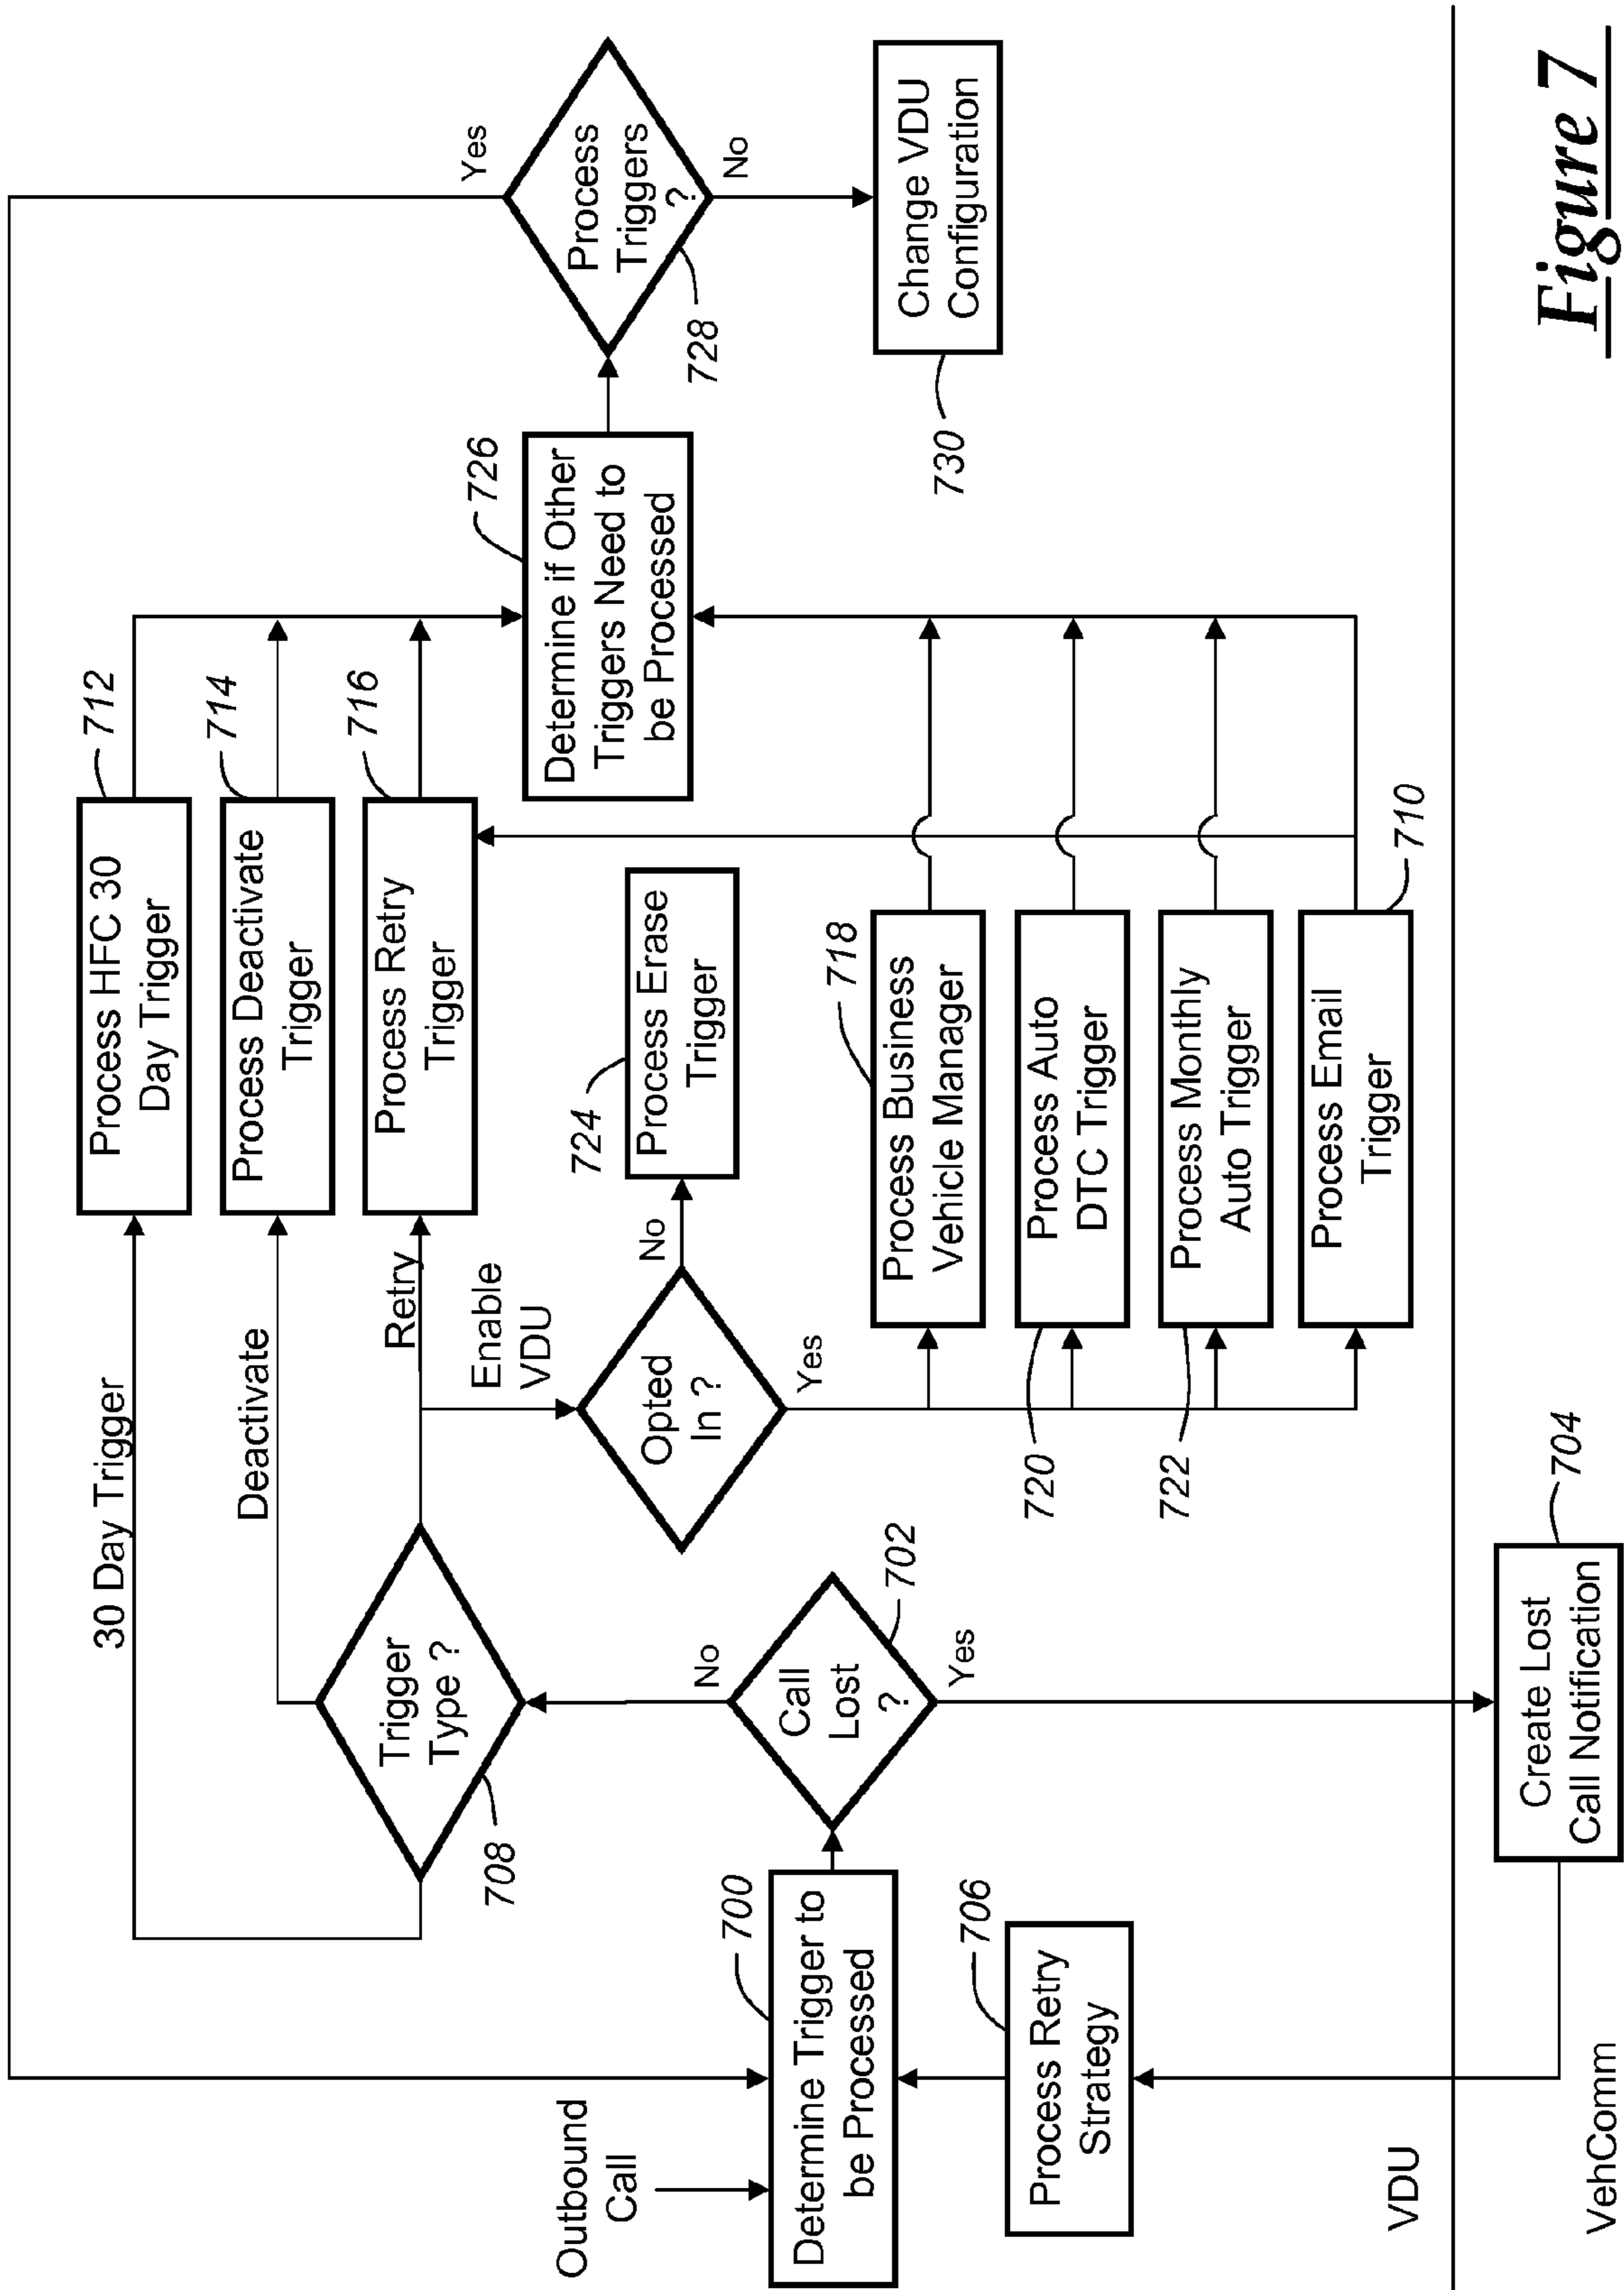 30 Day Trigger
Deactivate
Retry
Enable
VDU
Trigger
Type ?
708
Process HFC 30
Day Trigger
712
Process Deactivate
Trigger
714
Process Retry
Trigger
716
Opted
In ?
No
Yes
724
Process Erase
Trigger
Determine if Other
Triggers Need to
be Processed
726
Process
Triggers
?
728
Yes
No
Change VDU
Configuration
730
Outbound
Call
Determine Trigger to
be Processed
700
Call
Lost
?
702
No
Yes
Process Retry
Strategy
706
Process Business
Vehicle Manager
718
Process Auto
DTC Trigger
720
Process Monthly
Auto Trigger
722
Process Email
Trigger
710
VDU
VehComm
Create Lost
Call Notification
704
Figure 7